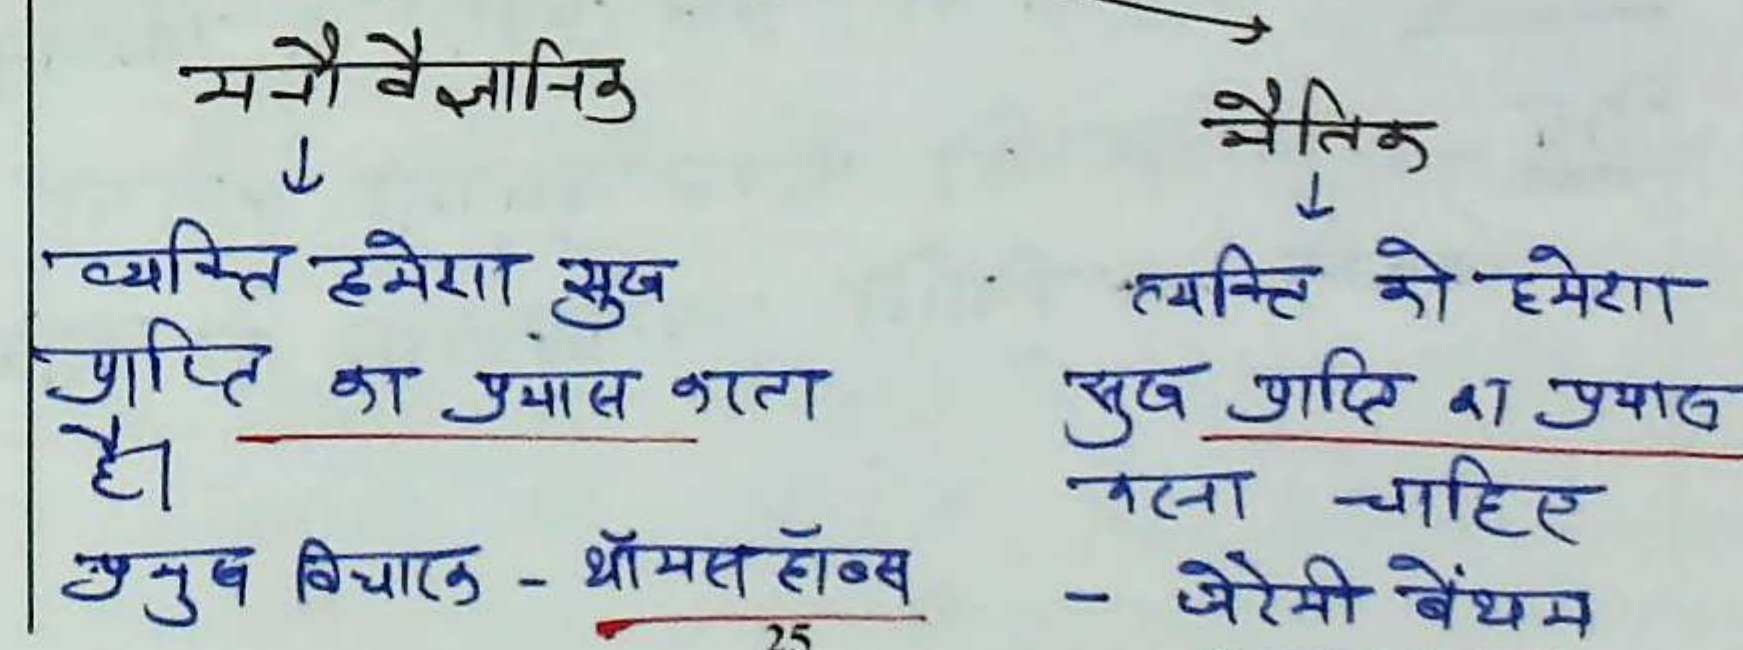 मनोवैज्ञानिक
↓
व्यक्ति हमेशा सुख
प्राप्ति का प्रयास करता
है।
प्रमुख विचारक - थॉमस हॉब्स
नैतिक
↓
व्यक्ति को हमेशा
सुख प्राप्ति का प्रयास
करना चाहिए
- जेरेमी बेंथम
25